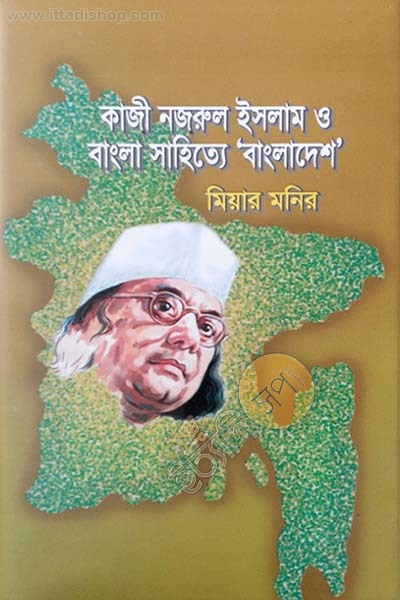 www.ittadishop.com
কাজী নজরুল ইসলাম ও
বাংলা সাহিত্যে ‘বাংলাদেশ’
মিয়ার মনির